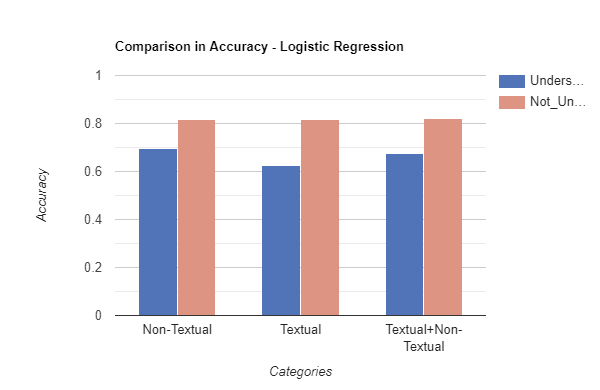 Comparison in Accuracy - Logistic Regression
Unders…
Not_Un…
1
0.8
0.6
0.4
0.2
0
Accuracy
Non-Textual
Textual
Textual+Non-
Textual
Categories